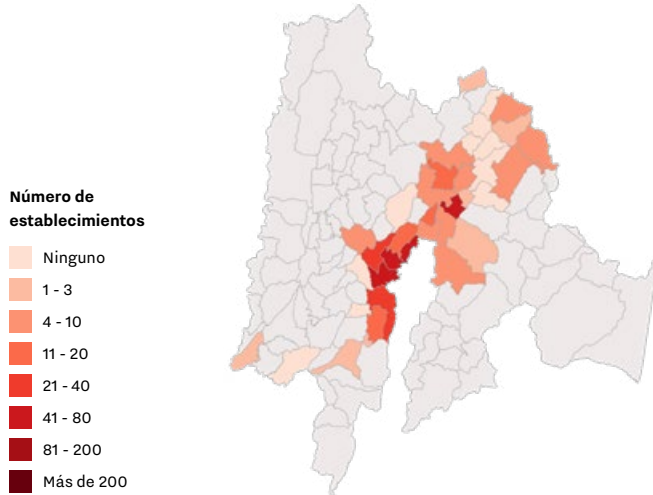 Número de
establecimientos
Ninguno
1 - 3
4 - 10
11 - 20
21 - 40
41 - 80
81 - 200
Más de 200